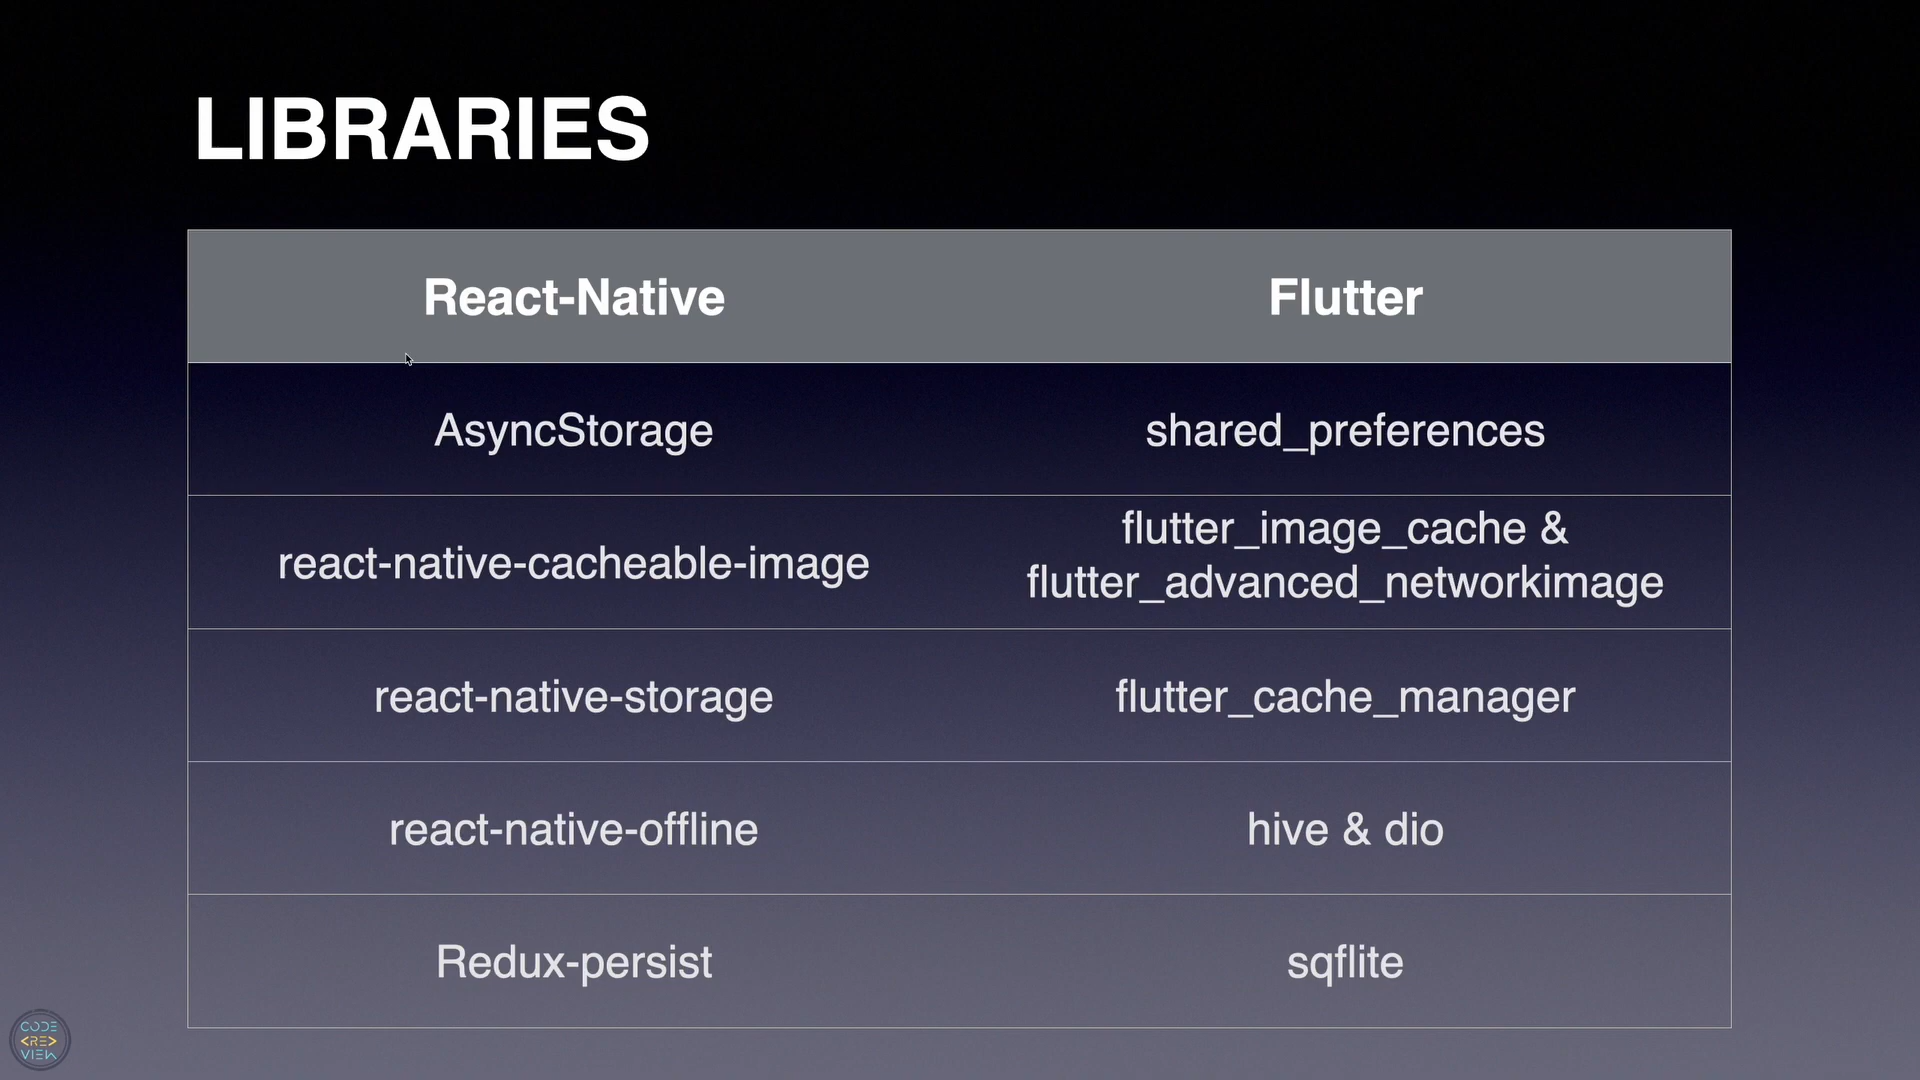 LIBRARIES
React-Native
Flutter
AsyncStorage
shared_preferences
react-native-cacheable-image
flutter_image_cache &
flutter_advanced_networkimage
react-native-storage
flutter_cache_manager
react-native-offline
hive & dio
Redux-persist
sqflite
CODE
<RE>
VIEW